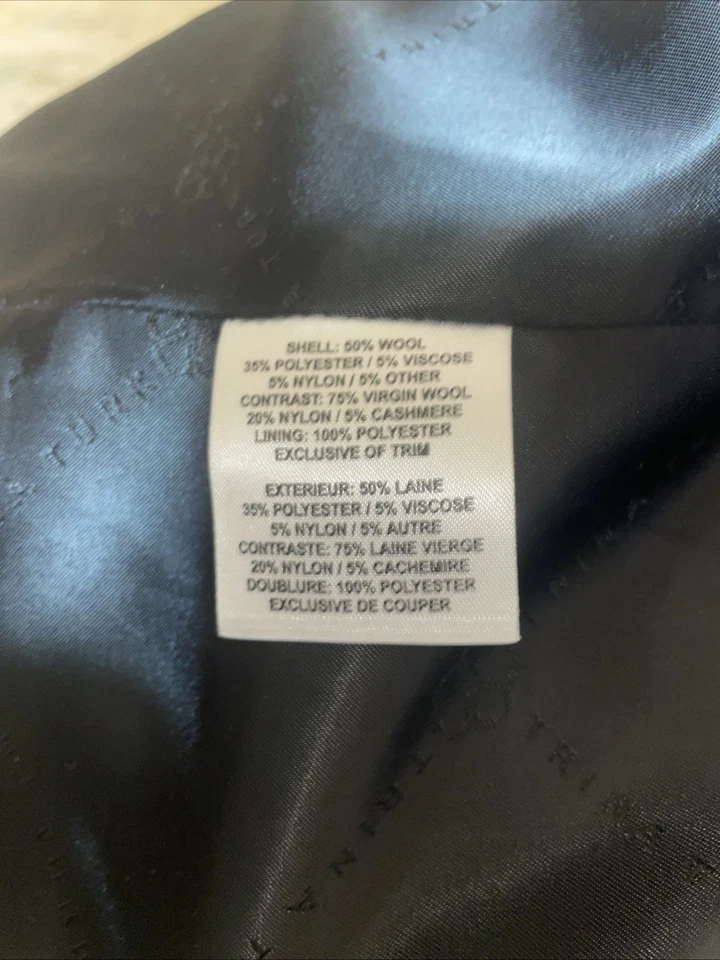 SHELL: 50% WOOL
35% POLYESTER / 5% VISCOSE
5% NYLON / 5% OTHER
CONTRAST: 75% VIRGIN WOOL
20% NYLON / 5% CASHMERE
LINING: 100% POLYESTER
EXCLUSIVE OF TRIM
EXTERIEUR: 50% LAINE
35% POLYESTER / 5% VISCOSE
5% NYLON / 5% AUTRE
CONTRASTE: 75% LAINE VIERGE
20% NYLON / 5% CACHEMIRE
DOUBLURE: 100% POLYESTER
EXCLUSIVE DE COUPER